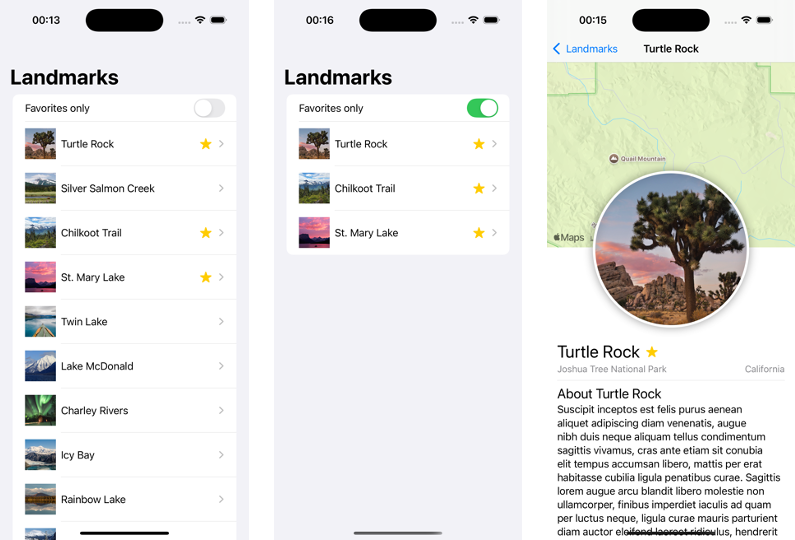 00:13
Landmarks
Favorites only
Turtle Rock
Silver Salmon Creek
Chilkoot Trail
St. Mary Lake
Twin Lake
Lake McDonald
Charley Rivers
Icy Bay
Rainbow Lake
00:16
Landmarks
Favorites only
Turtle Rock
Chilkoot Trail
St. Mary Lake
00:15
Landmarks
Turtle Rock
Quail Mountain
Maps
Turtle Rock
Joshua Tree National Park California
About Turtle Rock
Suscipit inceptos est felis purus aenean
aliquet adipiscing diam venenatis, augue
nibh duis neque aliquam tellus condimentum
sagittis vivamus, cras ante etiam sit conubia
elit tempus accumsan libero, mattis per erat
habitasse cubilia ligula penatibus curae. Sagittis
lorem augue arcu blandit libero molestie non
ullamcorper, finibus imperdiet iaculis ad quam
per luctus neque, ligula curae mauris parturient
diam auctor eleifend laoreet ridiculus, hendrerit